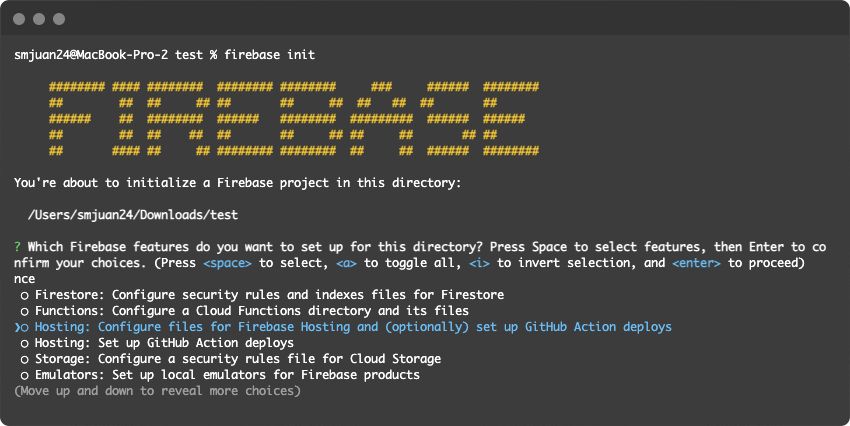 smjuan24@MacBook-Pro-2 test % firebase init
FIREBASE
You're about to initialize a Firebase project in this directory:
/Users/smjuan24/Downloads/test
? Which Firebase features do you want to set up for this directory? Press Space to select features, then Enter to co
nfirm your choices. (Press <space> to select, <a> to toggle all, <i> to invert selection, and <enter> to proceed)
nce
○ Firestore: Configure security rules and indexes files for Firestore
○ Functions: Configure a Cloud Functions directory and its files
❯○ Hosting: Configure files for Firebase Hosting and (optionally) set up GitHub Action deploys
○ Hosting: Set up GitHub Action deploys
○ Storage: Configure a security rules file for Cloud Storage
○ Emulators: Set up local emulators for Firebase products
(Move up and down to reveal more choices)